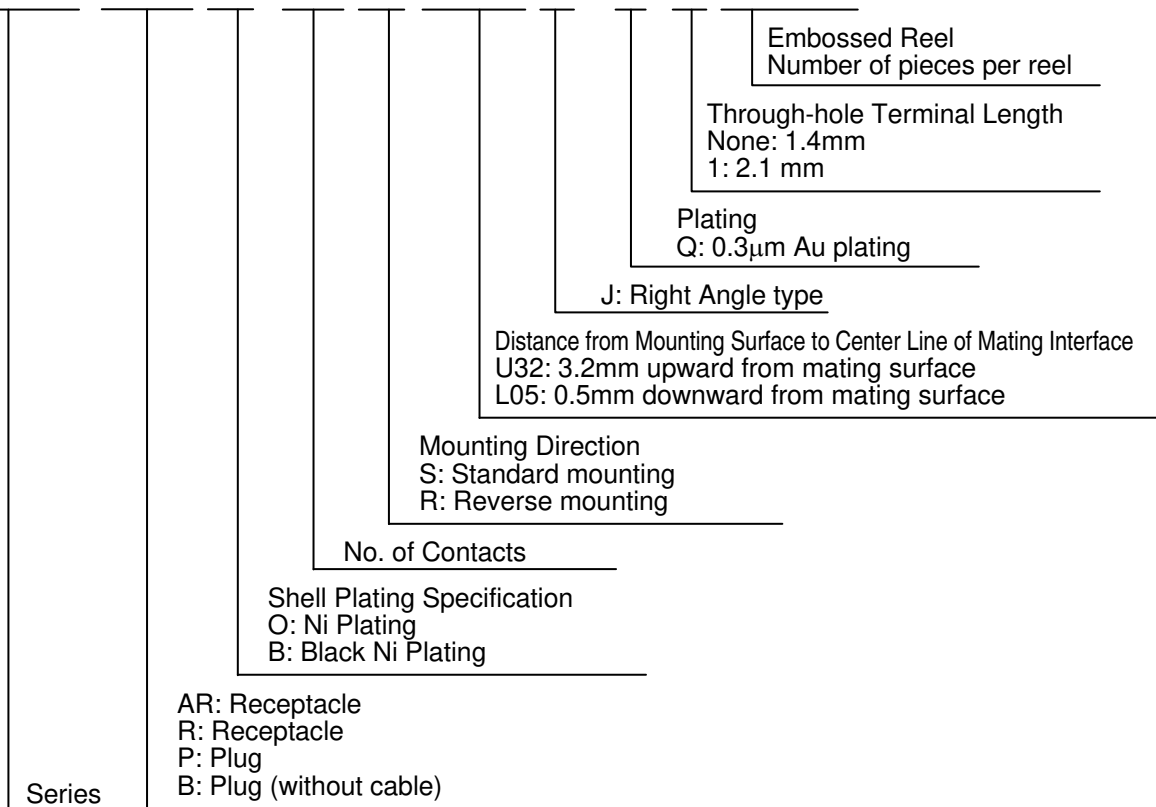 Embossed Reel
Number of pieces per reel
Through-hole Terminal Length
None: 1.4mm
1: 2.1 mm
Plating
Q: 0.3μm Au plating
J: Right Angle type
Distance from Mounting Surface to Center Line of Mating Interface
U32: 3.2mm upward from mating surface
L05: 0.5mm downward from mating surface
Mounting Direction
S: Standard mounting
R: Reverse mounting
No. of Contacts
Shell Plating Specification
O: Ni Plating
B: Black Ni Plating
AR: Receptacle
R: Receptacle
P: Plug
B: Plug (without cable)
Series